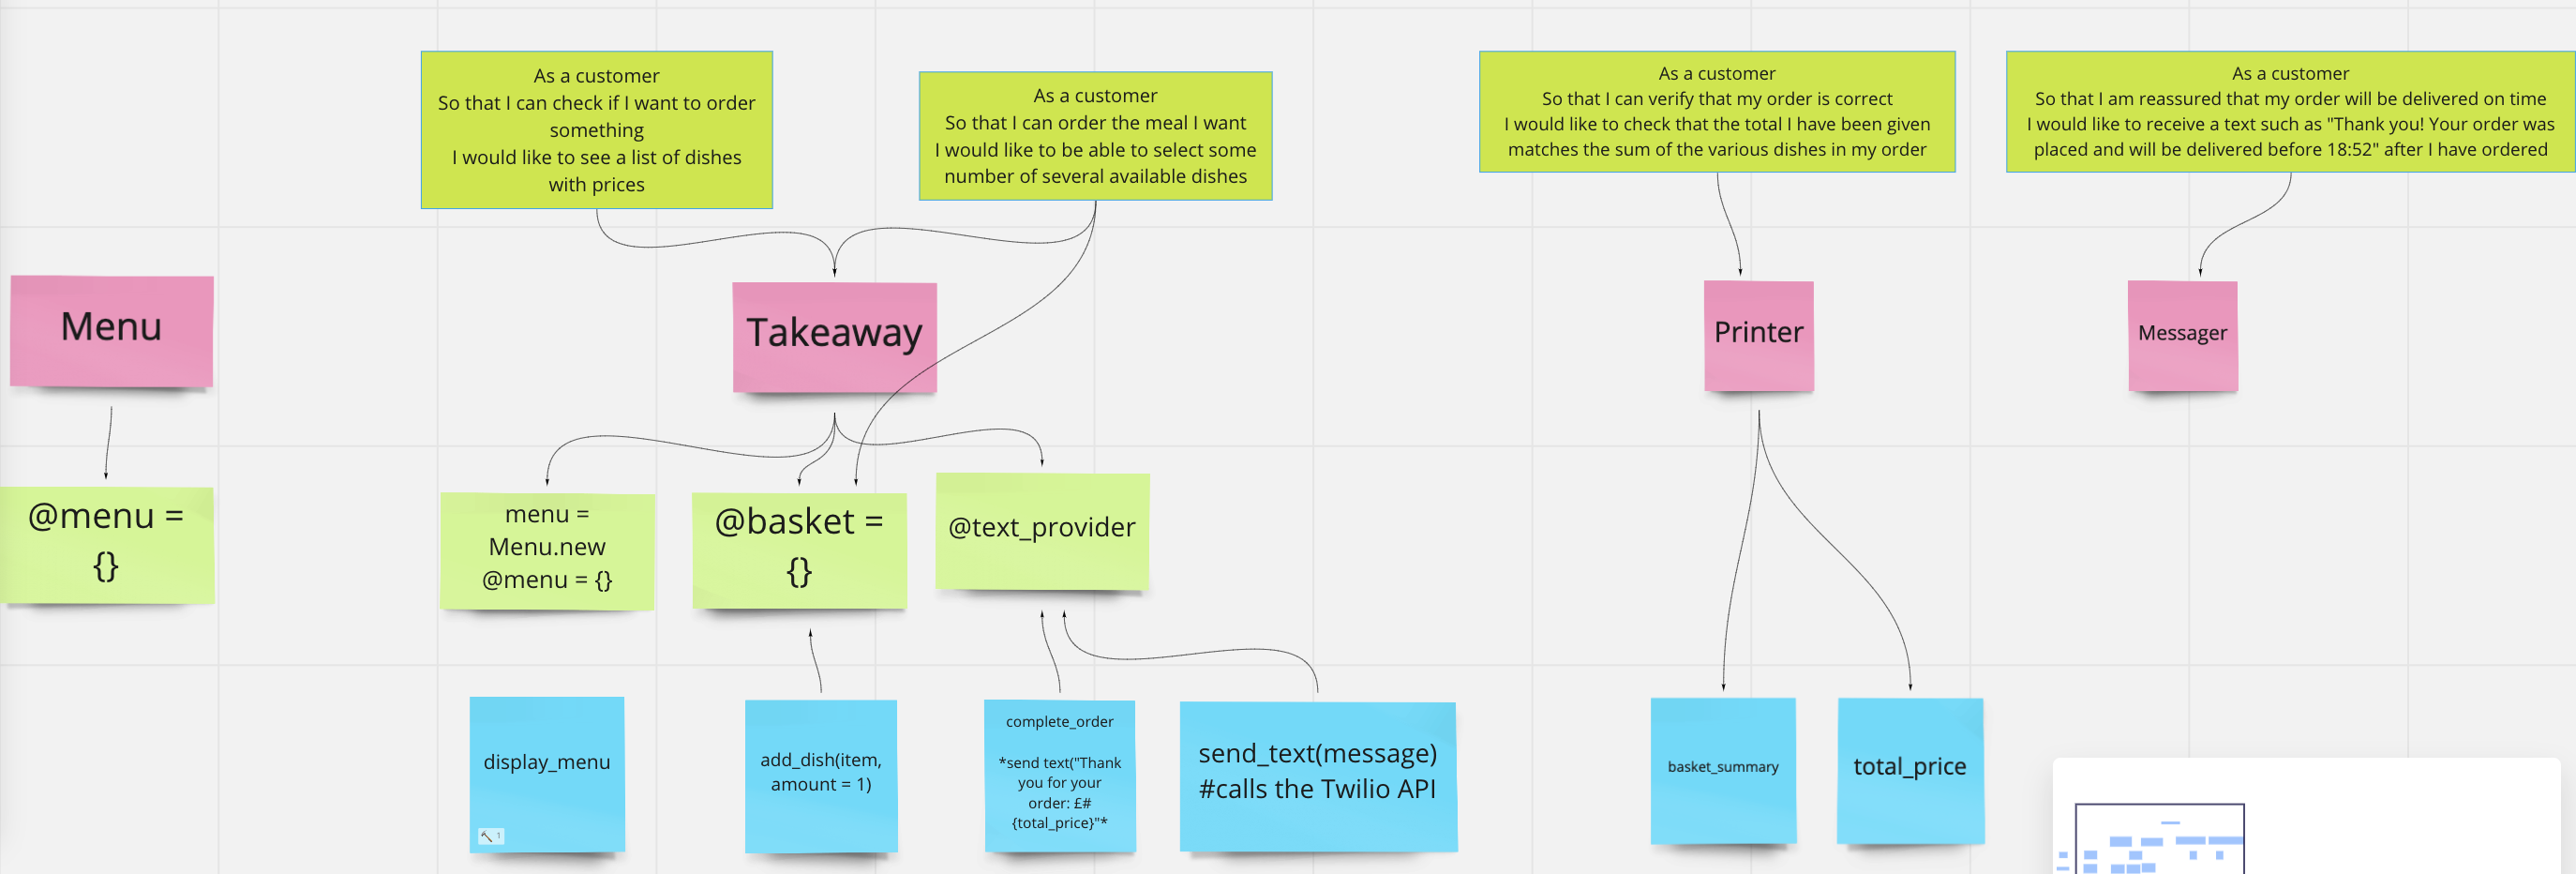 As a customer
So that I can check if I want to order
something
I would like to see a list of dishes
with prices
As a customer
So that I can order the meal I want
I would like to be able to select some
number of several available dishes
As a customer
So that I can verify that my order is correct
I would like to check that the total I have been given
matches the sum of the various dishes in my order
As a customer
So that I am reassured that my order will be delivered on time
I would like to receive a text such as "Thank you! Your order was
placed and will be delivered before 18:52" after I have ordered
Menu
Takeaway
Printer
Messager
@menu =
{}
menu =
Menu.new
@menu = {}
@basket =
{}
@text_provider
display_menu
1
add_dish(item,
amount = 1)
complete_order
*send text("Thank
you for your
order: £#
{total_price}"*
send_text(message)
#calls the Twilio API
basket_summary
total_price